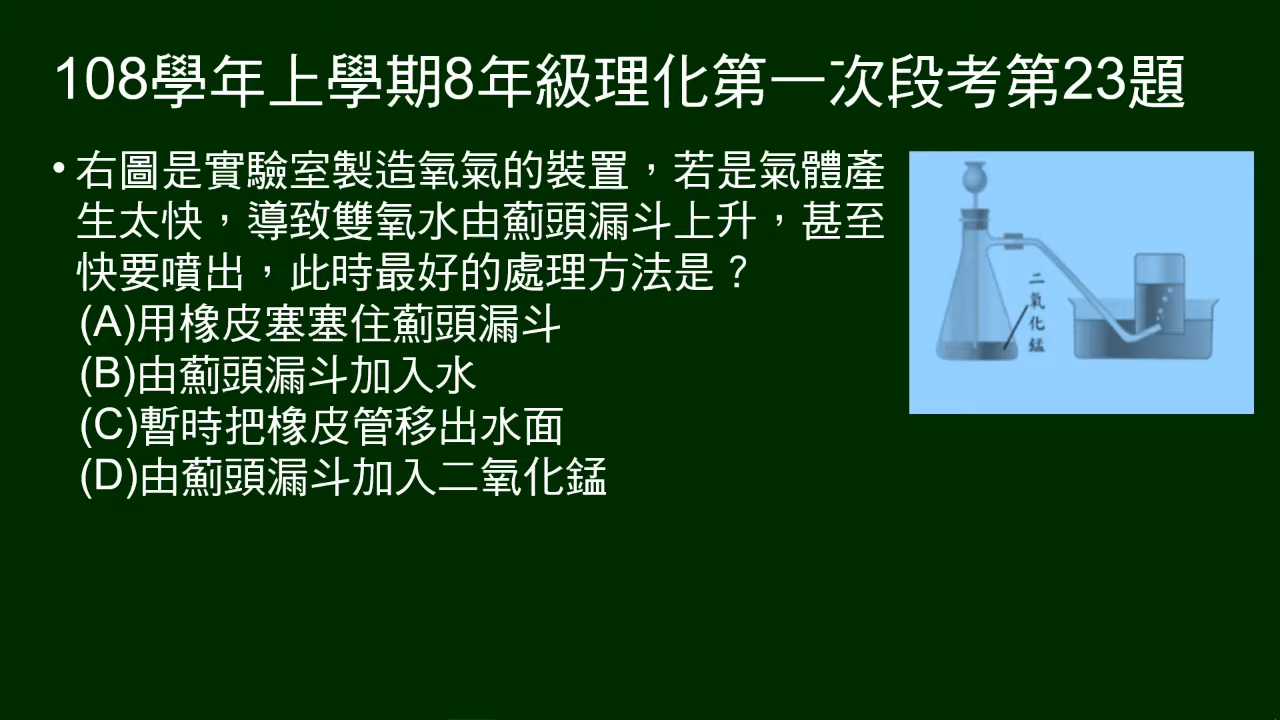 108學年上學期8年級理化第一次段考第23題
•右圖是實驗室製造氧氣的裝置，若是氣體產
生太快，導致雙氧水由薊頭漏斗上升，甚至
快要噴出，此時最好的處理方法是？
(A)用橡皮塞塞住薊頭漏斗
(B)由薊頭漏斗加入水
(C)暫時把橡皮管移出水面
(D)由薊頭漏斗加入二氧化錳
二氧化錳